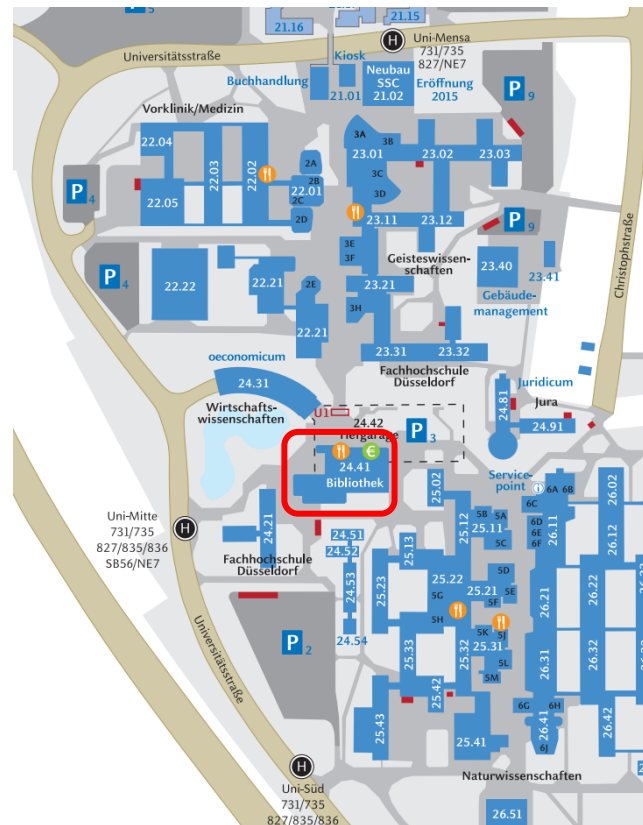 21.16
21.15
Uni-Mensa
731/735
827/NE7
Universitätsstraße
Kiosk
Buchhandlung
21.01
Neubau
SSC
21.02
Eröffnung
2015
P 9
Vorklinik/Medizin
22.04
22.03
22.02
22.05
2A
2B
22.01
2C
2D
3A
3B
23.01
23.02
23.03
3C
3D
23.11
23.12
P 4
P 4
P 9
3E
3F
Geisteswissen-
schaften
23.40
23.41
Gebäude-
management
Christophstraße
22.22
22.21
2E
22.21
23.21
3H
23.31
23.32
Fachhochschule
Düsseldorf
oeconomicum
24.31
Wirtschafts-
wissenschaften
U1
24.42
Tiefgarage
P 3
24.41
Bibliothek
24.81
Juridicum
Jura
24.91
Service-
point
i
Uni-Mitte
731/735
827/835/836
SB56/NE7
24.21
Fachhochschule
Düsseldorf
24.51
24.52
24.53
24.54
25.02
25.12
5B
5A
25.11
5C
6A
6B
6C
26.11
6D
6E
6F
26.02
26.12
25.13
25.23
25.22
5G
5H
5D
25.21
5E
5F
5K
5J
25.31
5L
5M
25.33
25.32
25.42
25.43
25.41
26.21
26.22
26.31
26.32
6G
6H
26.41
6J
26.42
P 2
Universitätsstraße
Uni-Süd
731/735
827/835/836
Naturwissenschaften
26.51